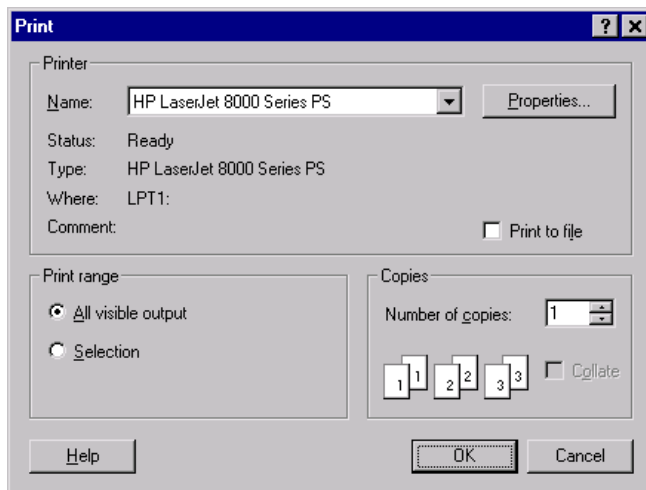 Print
Printer
Name: HP LaserJet 8000 Series PS Properties...
Status: Ready
Type: HP LaserJet 8000 Series PS
Where: LPT1:
Comment: Print to file
Print range
All visible output
Selection
Copies
Number of copies: 1
1 1 2 2 3 3 Collate
Help OK Cancel